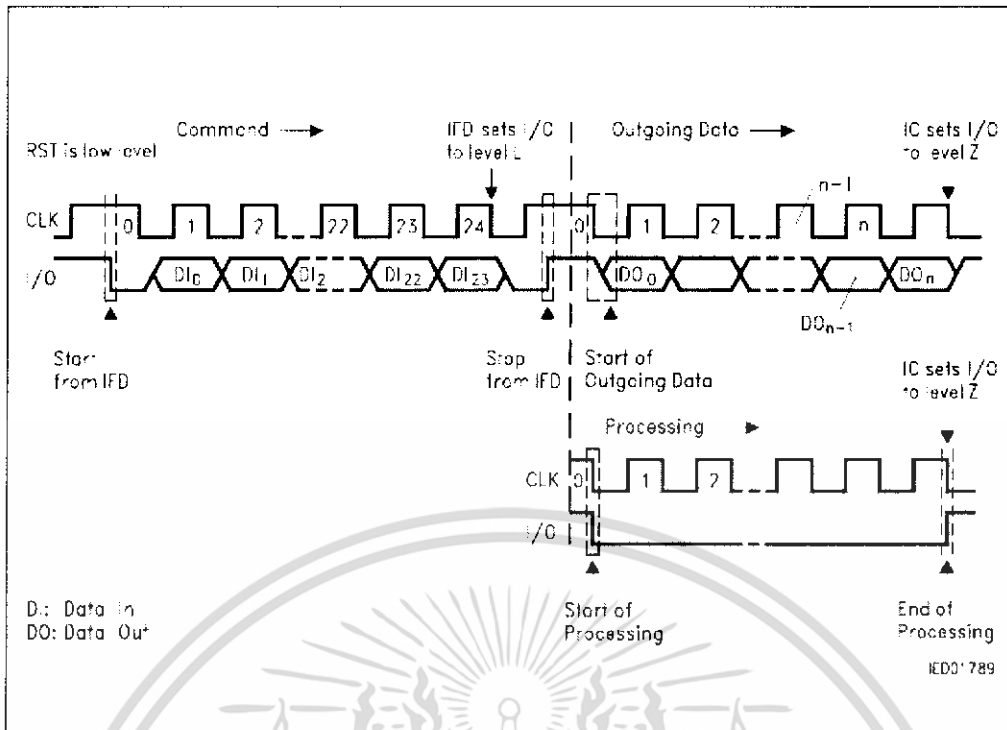 Command
IFD sets I/O
to level L
Outgoing Data
IC sets I/O
to level Z
RST is low level
CLK
0 1 2 22 23 24 0 1 2 n-1 n
I/O
DI0 DI1 DI2 DI22 DI23 DO0 DOn
DOn-1
Start
from IFD
Stop
from IFD
Start of
Outgoing Data
IC sets I/O
to level Z
Processing
CLK
0 1 2
I/O
DI: Data In
DO: Data Out
Start of
Processing
End of
Processing
IED01789